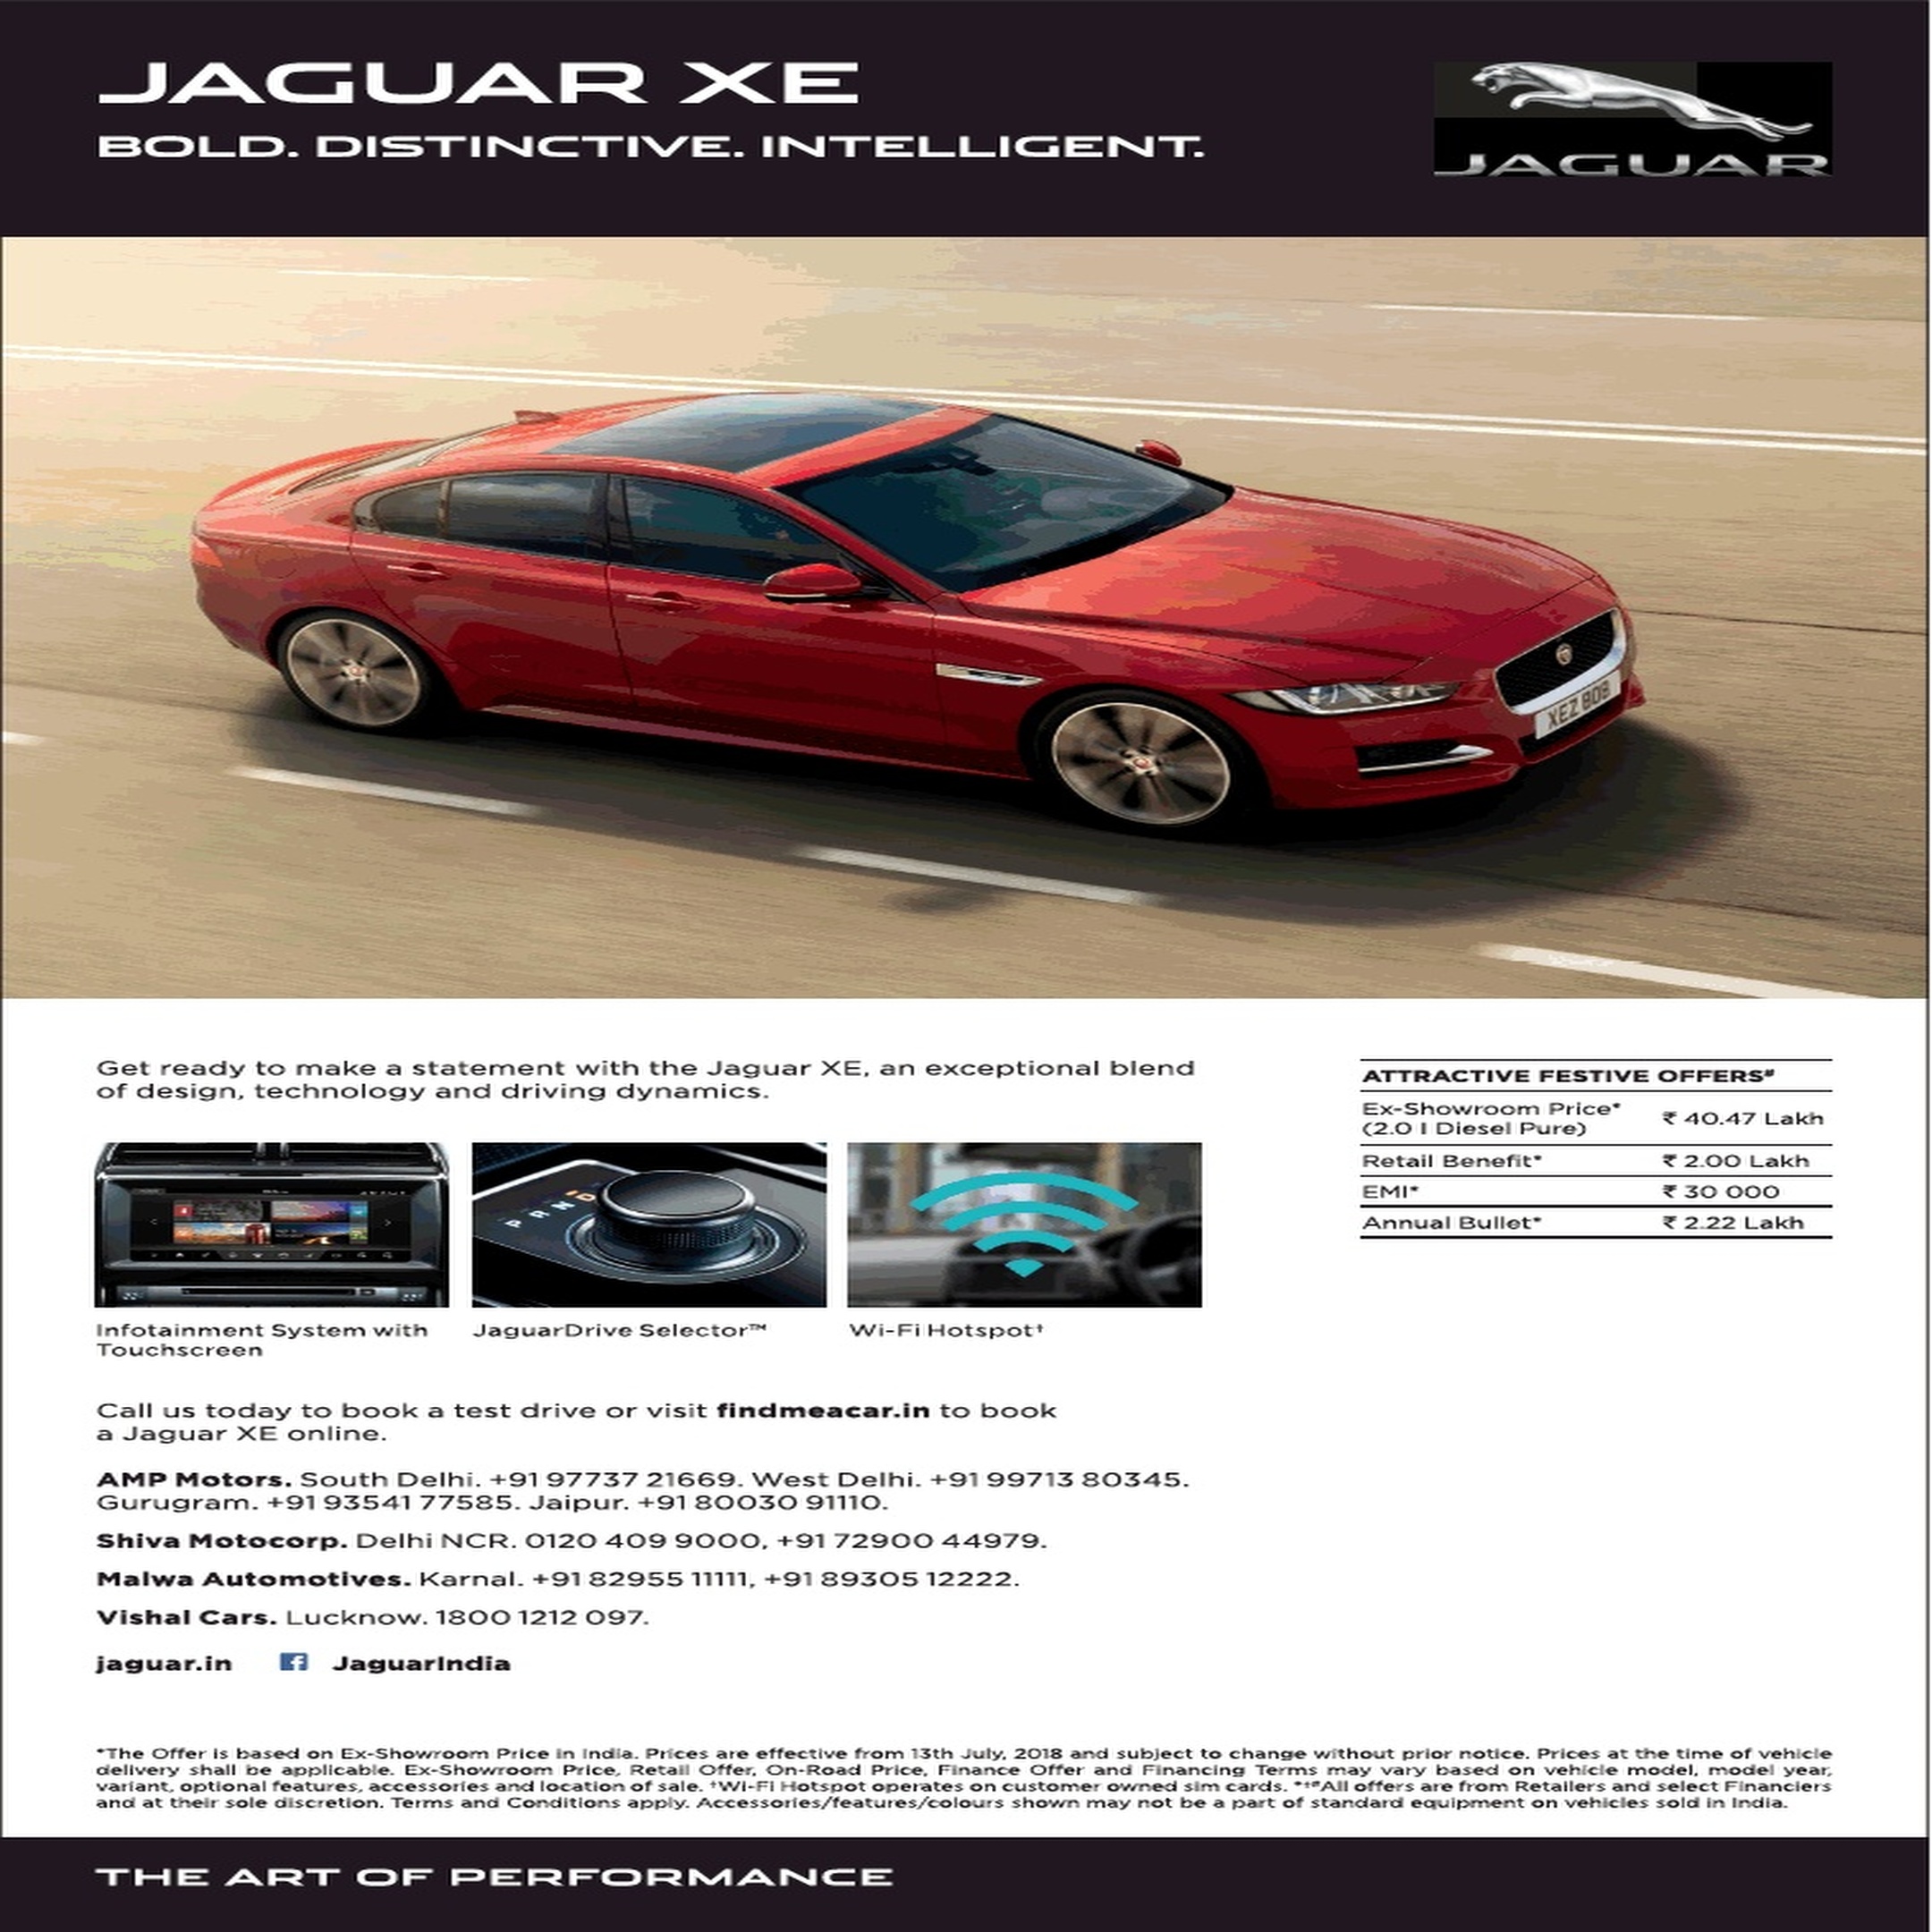 JAGUAR XE
BOLD. DISTINCTIVE. INTELLIGENT.
JAGUAR
XEZ 808
Get ready to make a statement with the Jaguar XE, an exceptional blend
of design, technology and driving dynamics.
P R N D
Infotainment System with
Touchscreen
JaguarDrive Selector™
Wi-Fi Hotspot†
ATTRACTIVE FESTIVE OFFERS#
Ex-Showroom Price*
(2.0 l Diesel Pure) ₹ 40.47 Lakh
Retail Benefit* ₹ 2.00 Lakh
EMI* ₹ 30 000
Annual Bullet* ₹ 2.22 Lakh
Call us today to book a test drive or visit findmeacar.in to book
a Jaguar XE online.
AMP Motors. South Delhi. +91 97737 21669. West Delhi. +91 99713 80345.
Gurugram. +91 93541 77585. Jaipur. +91 80030 91110.
Shiva Motocorp. Delhi NCR. 0120 409 9000, +91 72900 44979.
Malwa Automotives. Karnal. +91 82955 11111, +91 89305 12222.
Vishal Cars. Lucknow. 1800 1212 097.
jaguar.in f JaguarIndia
*The Offer is based on Ex-Showroom Price in India. Prices are effective from 13th July, 2018 and subject to change without prior notice. Prices at the time of vehicle
delivery shall be applicable. Ex-Showroom Price, Retail Offer, On-Road Price, Finance Offer and Financing Terms may vary based on vehicle model, model year,
variant, optional features, accessories and location of sale. †Wi-Fi Hotspot operates on customer owned sim cards. *†#All offers are from Retailers and select Financiers
and at their sole discretion. Terms and Conditions apply. Accessories/features/colours shown may not be a part of standard equipment on vehicles sold in India.
THE ART OF PERFORMANCE